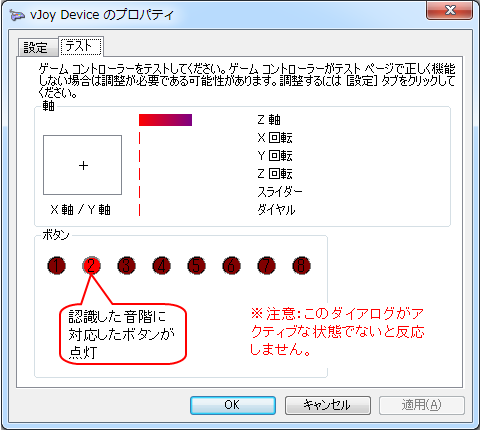 vJoy Device のプロパティ
設定 テスト
ゲーム コントローラーをテストしてください。ゲーム コントローラーがテスト ページで正しく機能
しない場合は調整が必要である可能性があります。調整するには [設定] タブをクリックして
ください。
軸
Z 軸
X 回転
Y 回転
Z 回転
スライダー
X 軸 / Y 軸 ダイヤル
ボタン
1 2 3 4 5 6 7 8
認識した音階に
対応したボタンが
点灯
※注意：このダイアログがア
クティブな状態でないと反応
しません。
OK キャンセル 適用(A)